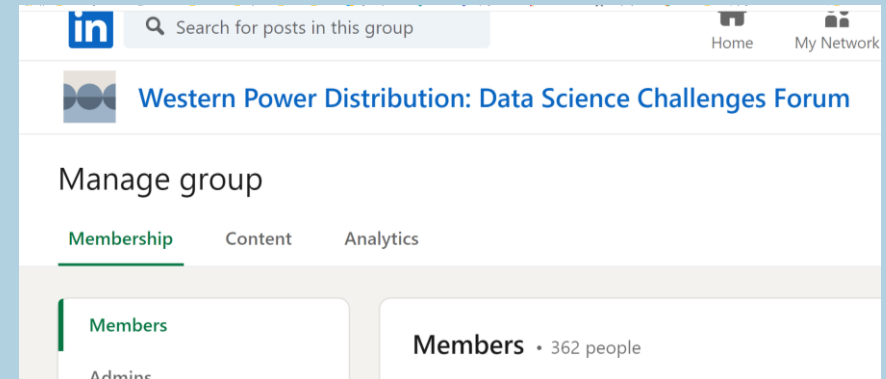 in
Search for posts in this group
Home
My Network
Western Power Distribution: Data Science Challenges Forum
Manage group
Membership
Content
Analytics
Members
Members • 362 people
Admins